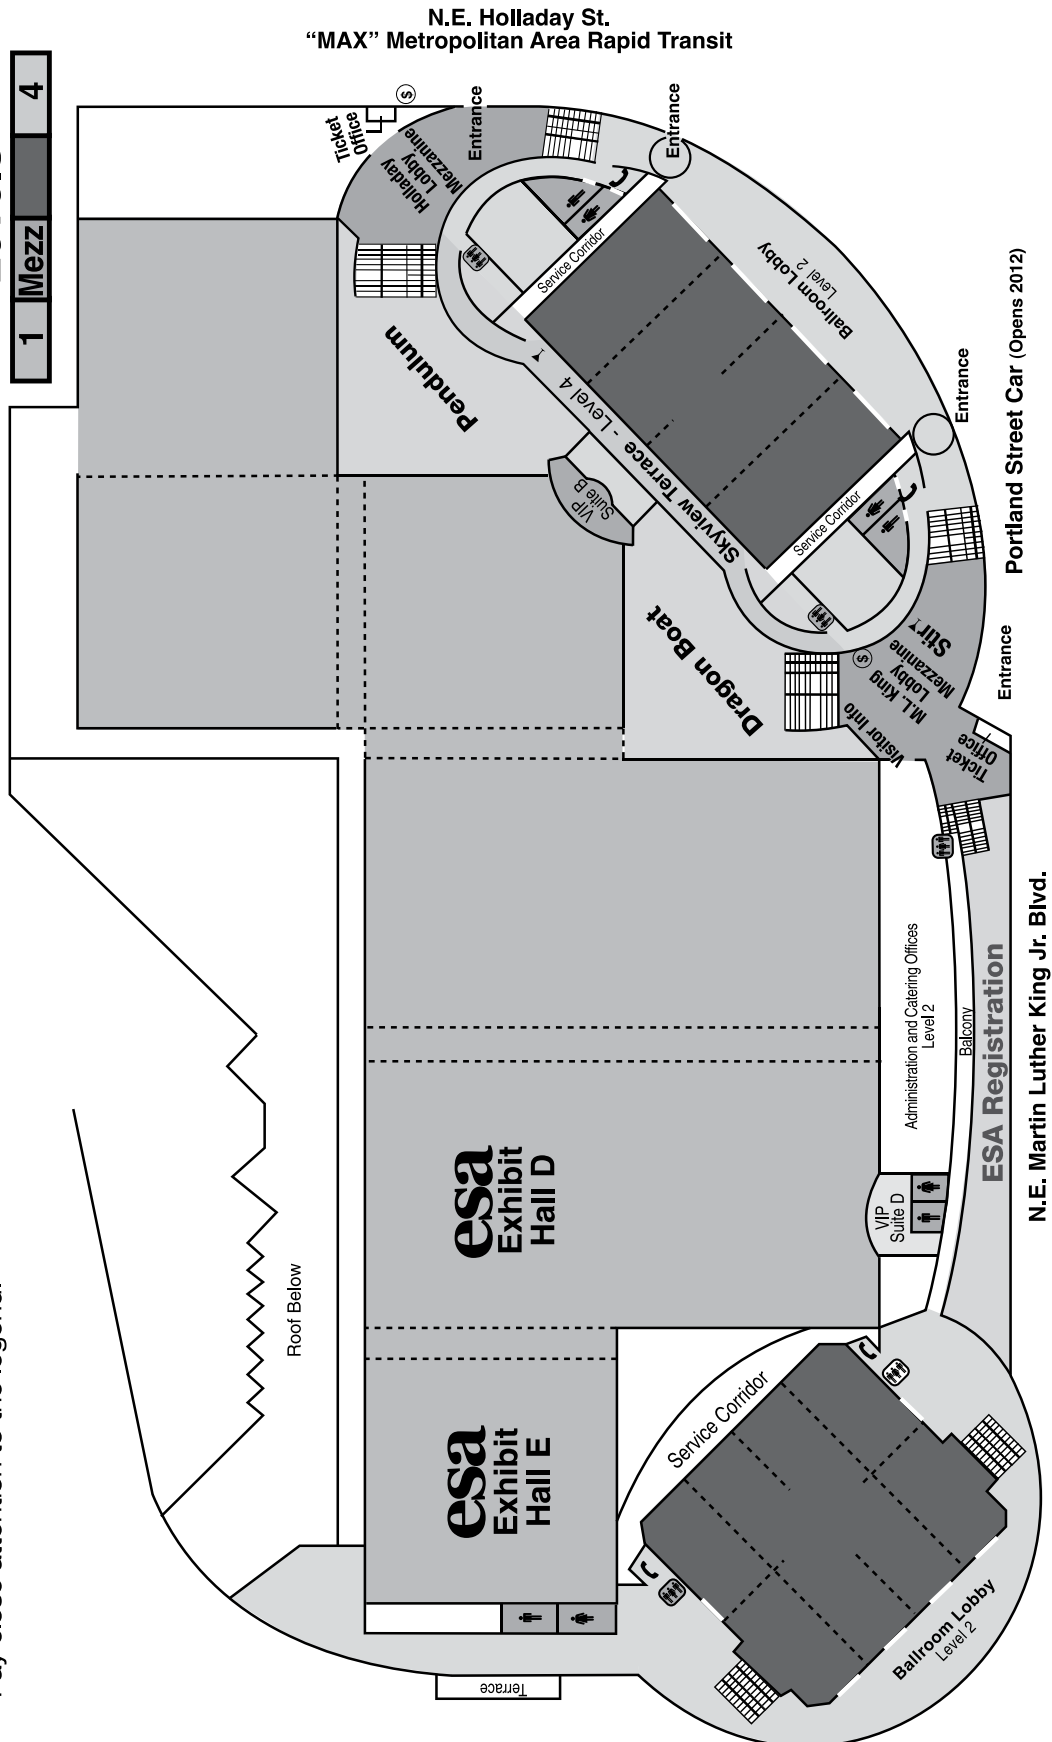 N.E. Holladay St.
“MAX” Metropolitan Area Rapid Transit
1
Mezz
4
Ticket
Office
Holladay
Lobby
Mezzanine
Entrance
Entrance
Service Corridor
Ballroom Lobby
Level 2
Pendulum
Skyview Terrace - Level 4
VIP
Suite B
Service Corridor
Entrance
Portland Street Car (Opens 2012)
Dragon Boat
Stir
M.L. King
Lobby
Mezzanine
Visitor Info
Ticket
Office
Entrance
Administration and Catering Offices
Level 2
Balcony
ESA Registration
N.E. Martin Luther King Jr. Blvd.
esa
Exhibit
Hall D
VIP
Suite D
Roof Below
esa
Exhibit
Hall E
Service Corridor
Ballroom Lobby
Level 2
Terrace
$
$